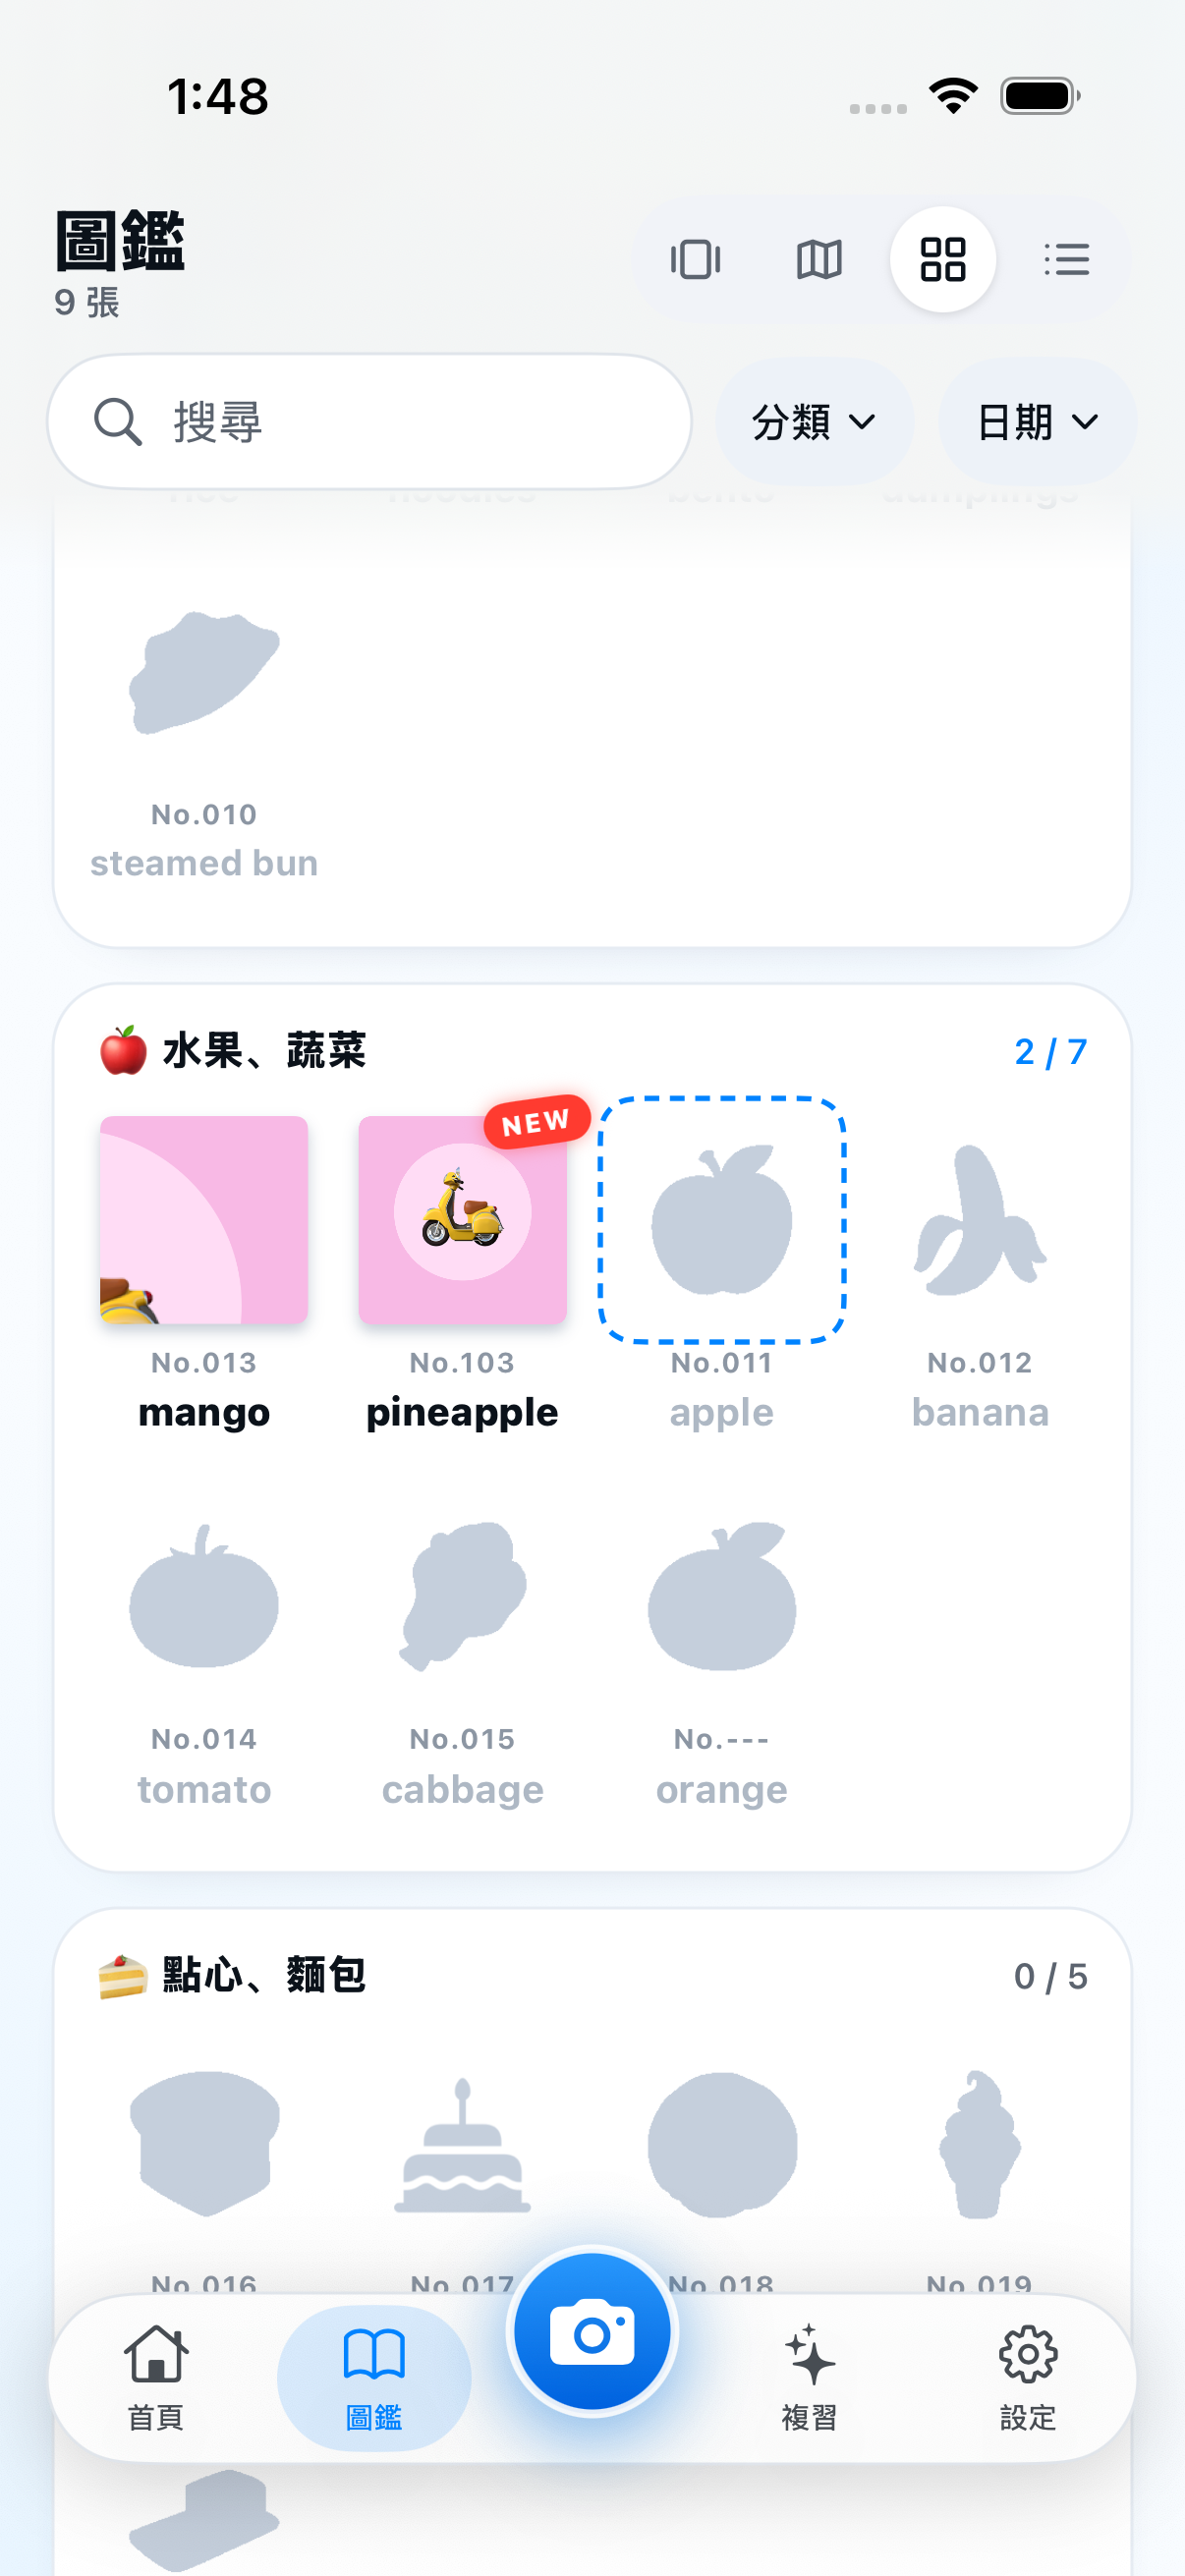 1:48
圖鑑
9 張
搜尋
分類
日期
No.010
steamed bun
水果、蔬菜
2 / 7
NEW
No.013
No.103
No.011
No.012
mango
pineapple
apple
banana
No.014
No.015
No.---
tomato
cabbage
orange
點心、麵包
0 / 5
No.016
No.017
No.018
No.019
首頁
圖鑑
複習
設定